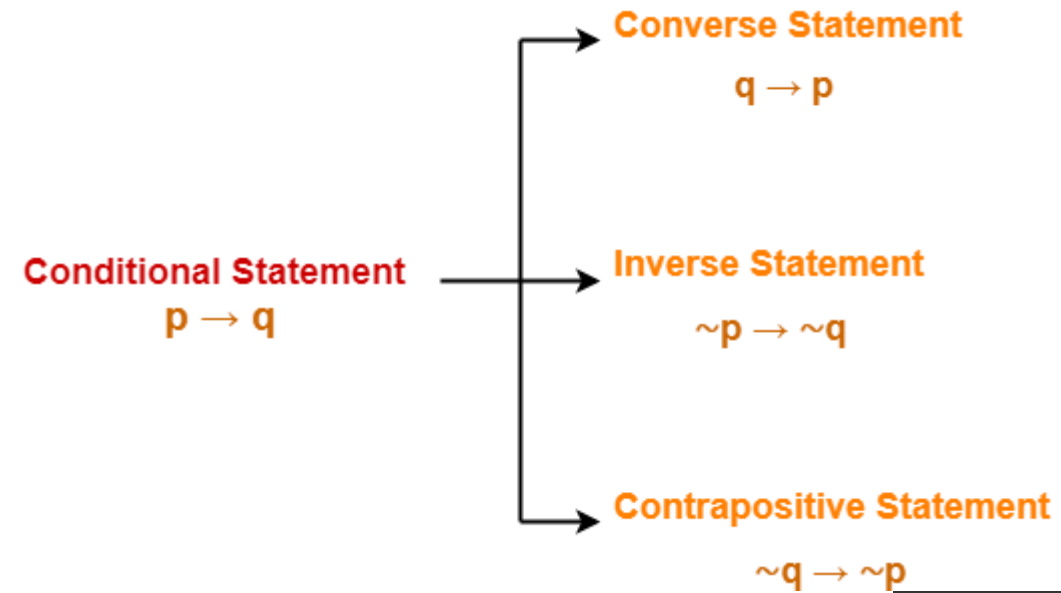 Converse Statement
q → p
Conditional Statement
p → q
Inverse Statement
~p → ~q
Contrapositive Statement
~q → ~p